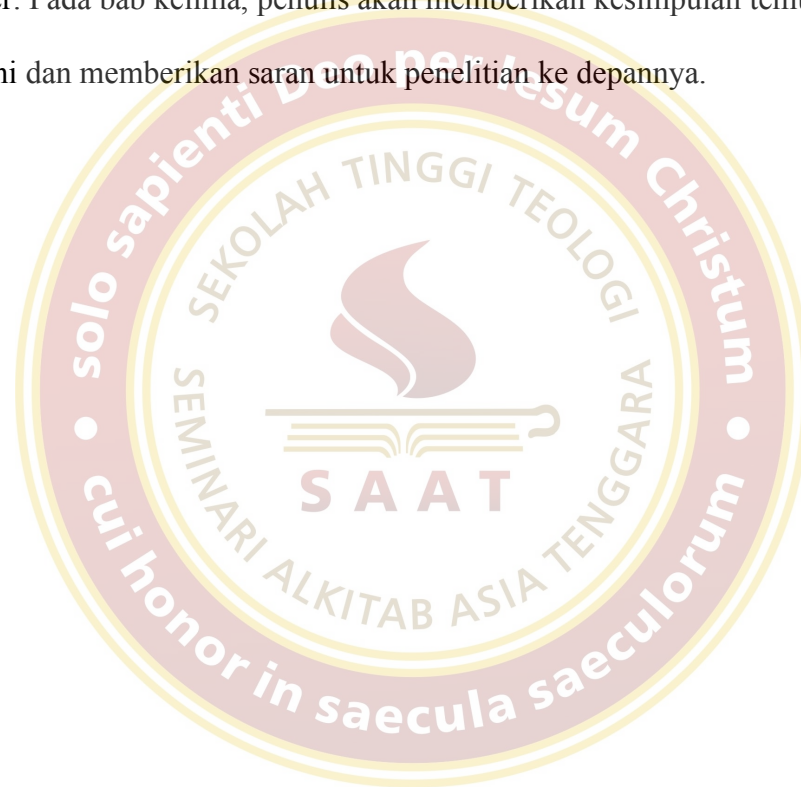 er. Pada bab kelima, penulis akan memberikan kesimpulan
ni dan memberikan saran untuk penelitian ke depannya.
solo sapienti Deo per Iesum Christum
SEKOLAH TINGGI TEOLOGI
SEMINARI ALKITAB ASIA TENGGARA
SAAT
cui honor in saecula saeculorum